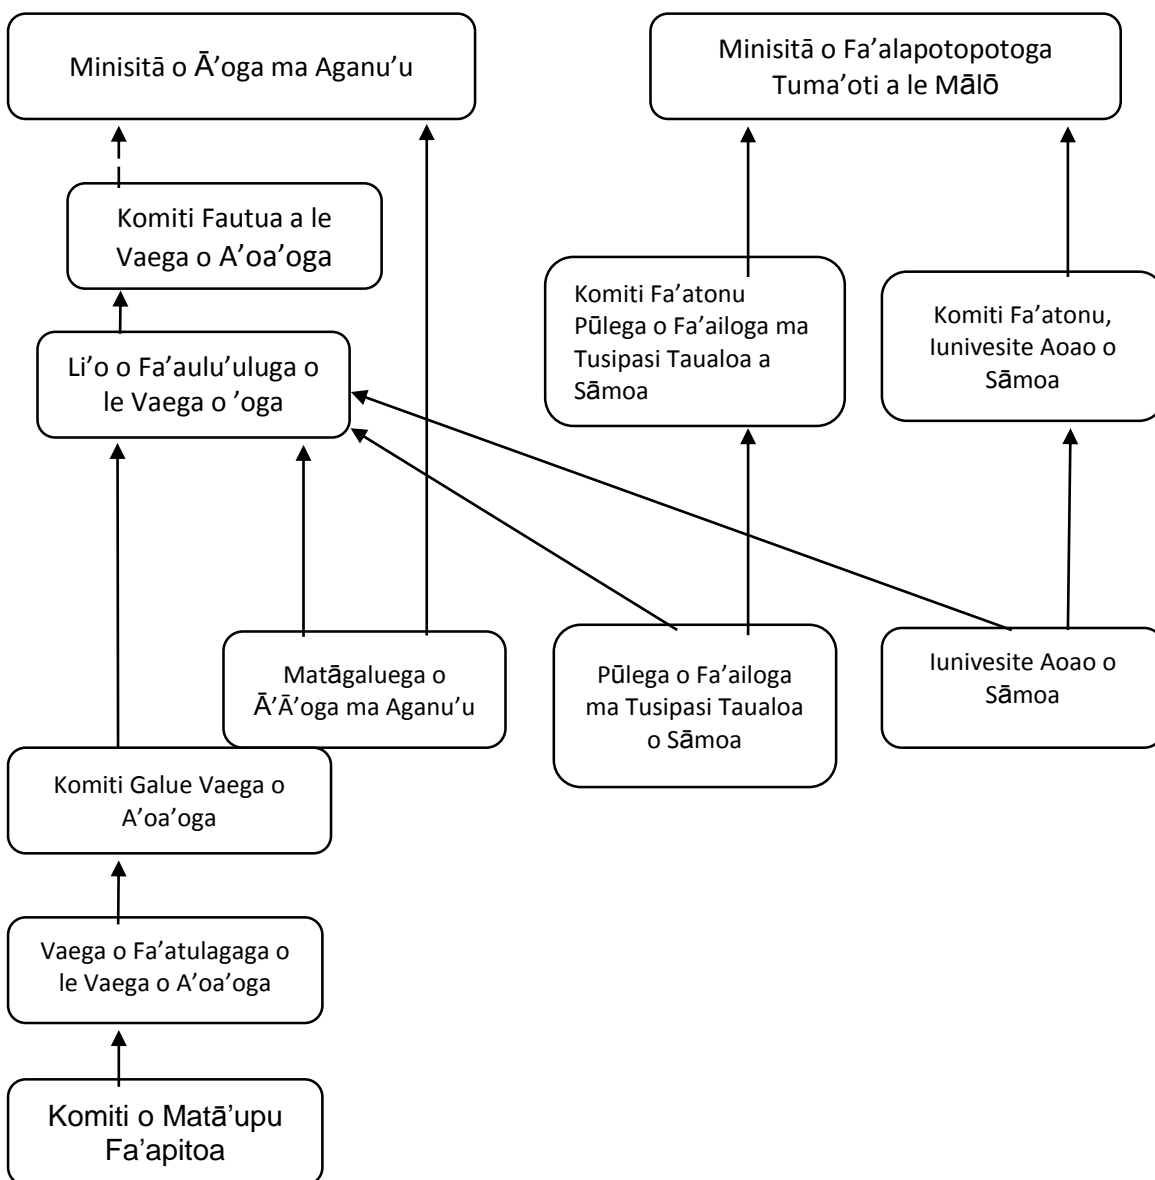 Minisitā o Ā’oga ma Aganu’u
Minisitā o Fa’alapotopotoga
Tuma’oti a le Mālō
Komiti Fautua a le
Vaega o A’oa’oga
Komiti Fa’atonu
Pūlega o Fa’ailoga ma
Tusipasi Taualoa a
Sāmoa
Komiti Fa’atonu,
Iunivesite Aoao o
Sāmoa
Li’o o Fa’aulu’uluga o
le Vaega o ’oga
Matāgaluega o
Ā’Ā’oga ma Aganu’u
Pūlega o Fa’ailoga
ma Tusipasi Taualoa
o Sāmoa
Iunivesite Aoao o
Sāmoa
Komiti Galue Vaega o
A’oa’oga
Vaega o Fa’atulagaga o
le Vaega o A’oa’oga
Komiti o Matā’upu
Fa’apitoa